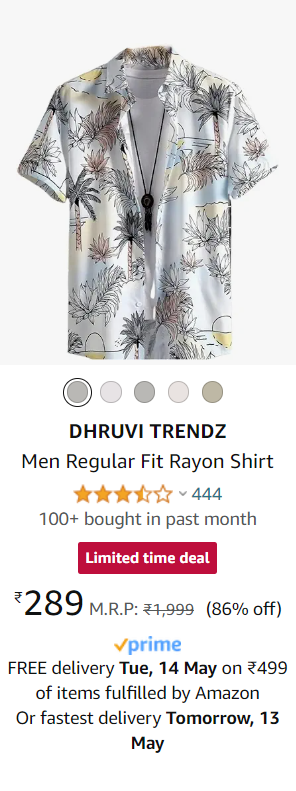 DHRUVI TRENDZ
Men Regular Fit Rayon Shirt
444
100+ bought in past month
Limited time deal
₹289 M.R.P: ₹1,999 (86% off)
prime
FREE delivery Tue, 14 May on ₹499
of items fulfilled by Amazon
Or fastest delivery Tomorrow, 13
May